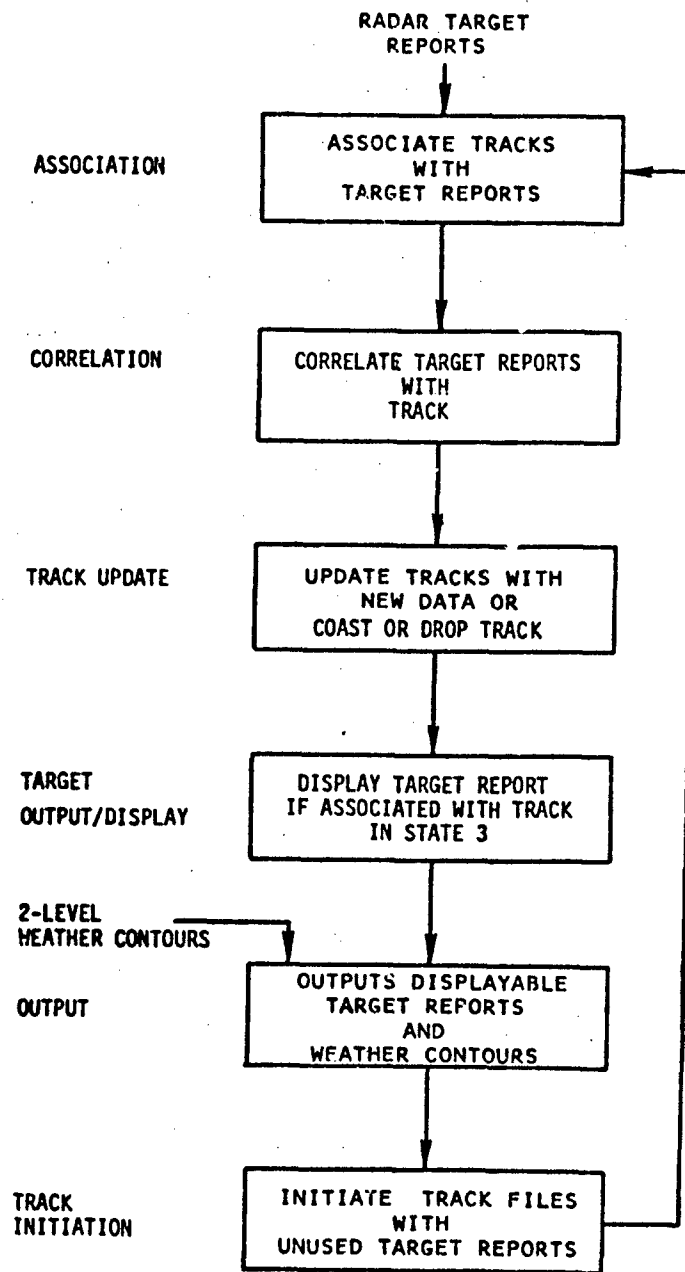 RADAR TARGET
REPORTS
ASSOCIATION
ASSOCIATE TRACKS
WITH
TARGET REPORTS
CORRELATION
CORRELATE TARGET REPORTS
WITH
TRACK
TRACK UPDATE
UPDATE TRACKS WITH
NEW DATA OR
COAST OR DROP TRACK
TARGET
OUTPUT/DISPLAY
DISPLAY TARGET REPORT
IF ASSOCIATED WITH TRACK
IN STATE 3
2-LEVEL
WEATHER CONTOURS
OUTPUT
OUTPUTS DISPLAYABLE
TARGET REPORTS
AND
WEATHER CONTOURS
TRACK
INITIATION
INITIATE TRACK FILES
WITH
UNUSED TARGET REPORTS